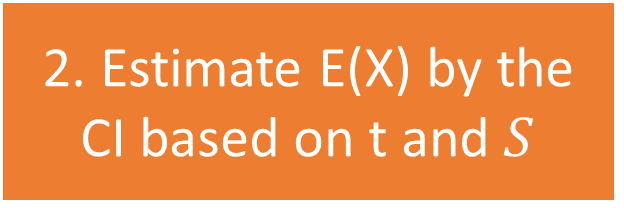 2. Estimate E(X) by the
CI based on t and S